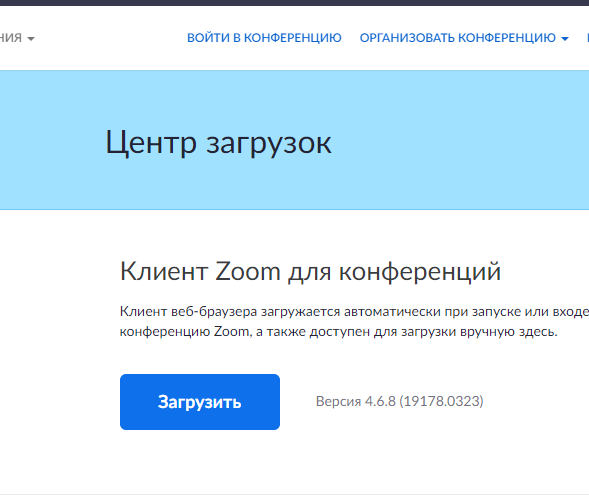 ВОЙТИ В КОНФЕРЕНЦИЮ ОРГАНИЗОВАТЬ КОНФЕРЕНЦИЮ
Центр загрузок
Клиент Zoom для конференций
Клиент веб-браузера загружается автоматически при запуске или входе
конференцию Zoom, а также доступен для загрузки вручную здесь.
Загрузить Версия 4.6.8 (19178.0323)